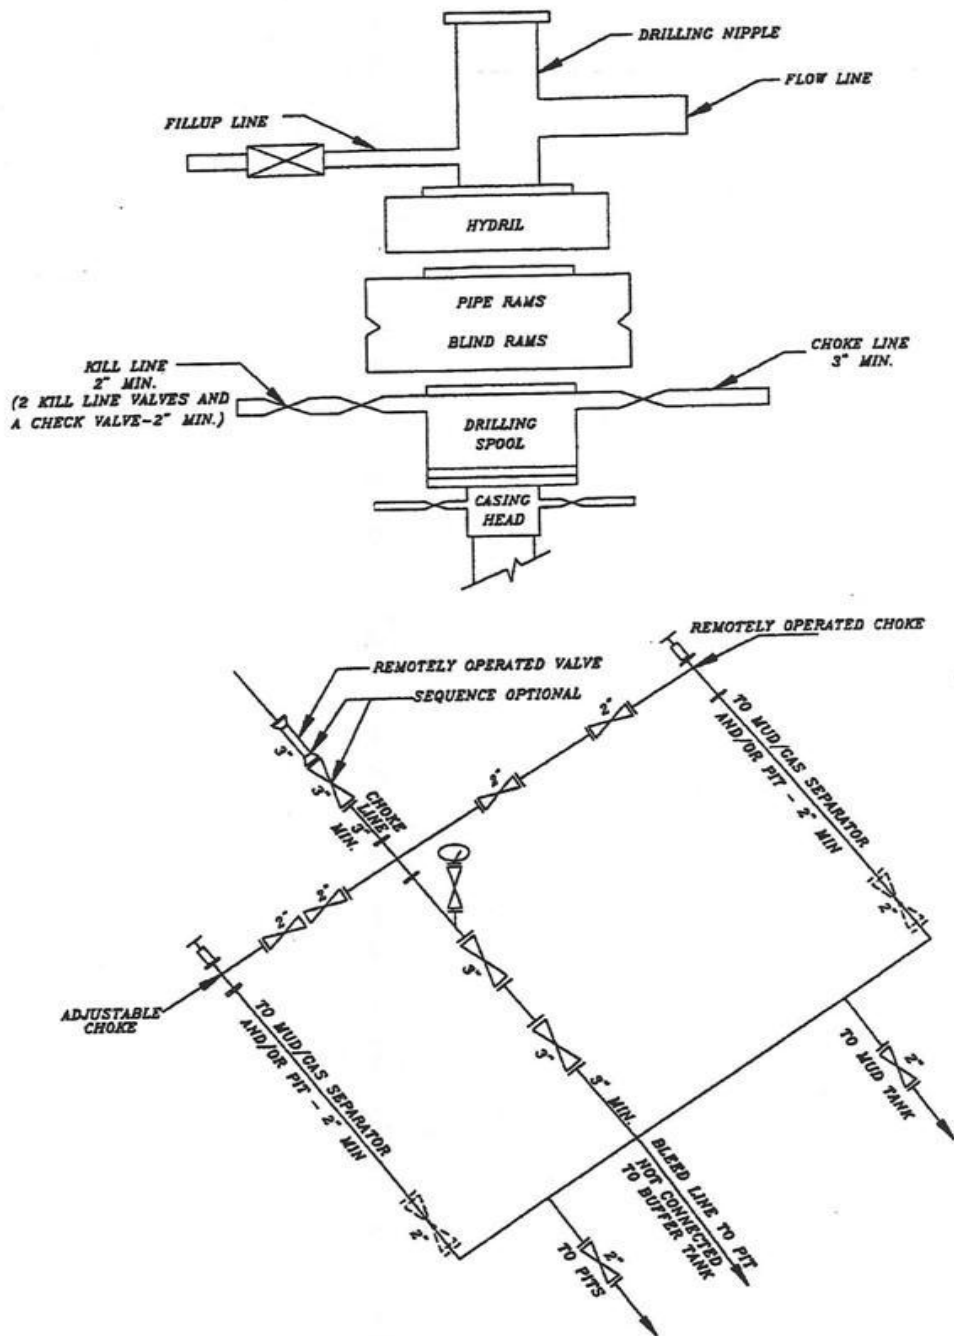 DRILLING NIPPLE
FLOW LINE
FILLUP LINE
HYDRIL
PIPE RAMS
BLIND RAMS
KILL LINE
2" MIN.
(2 KILL LINE VALVES AND
A CHECK VALVE-2" MIN.)
CHOKE LINE
3" MIN.
DRILLING
SPOOL
CASING
HEAD
REMOTELY OPERATED CHOKE
REMOTELY OPERATED VALVE
SEQUENCE OPTIONAL
3"
3"
CHOKE
LINE
3"
MIN.
2"
2"
2"
2"
TO MUD/GAS SEPARATOR
AND/OR PIT - 2" MIN
2"
ADJUSTABLE
CHOKE
TO MUD/GAS SEPARATOR
AND/OR PIT - 2" MIN
2"
3"
3"
3" MIN.
2"
TO MUD TANK
BLEED LINE TO PIT
NOT CONNECTED
TO BUFFER TANK
2"
TO PITS